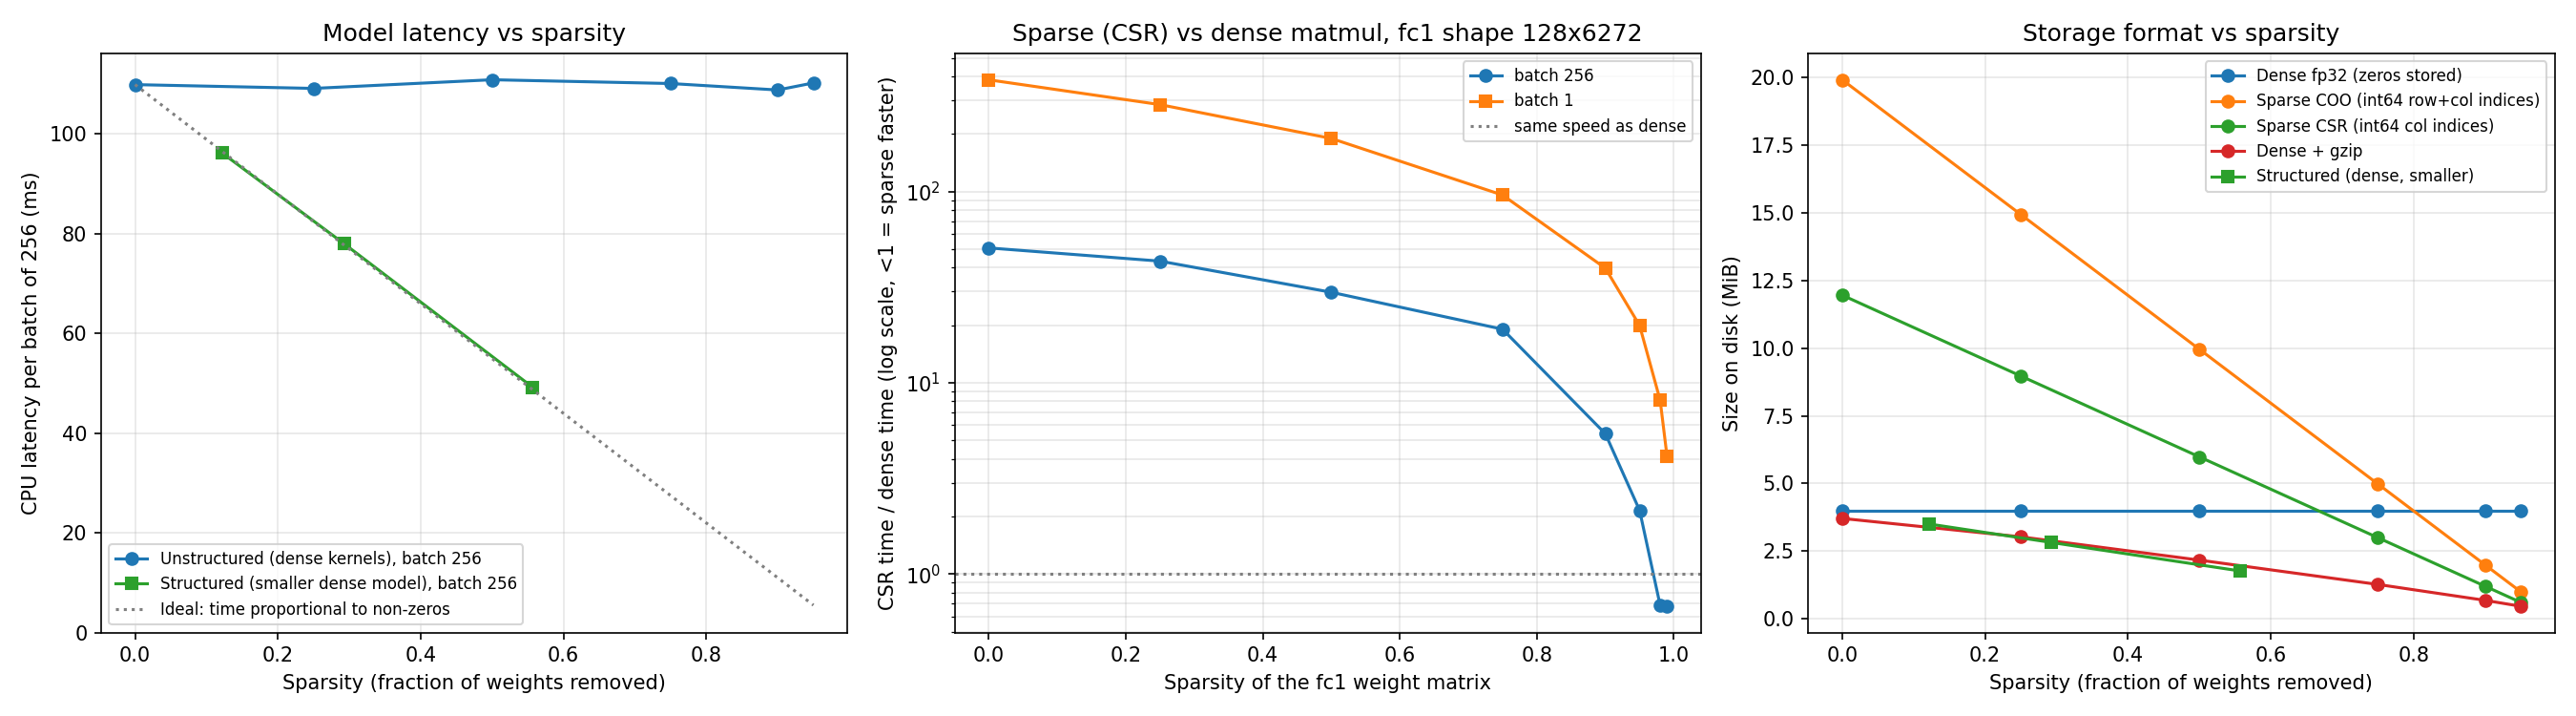 Model latency vs sparsity
CPU latency per batch of 256 (ms)
100
80
60
40
20
0
Unstructured (dense kernels), batch 256
Structured (smaller dense model), batch 256
Ideal: time proportional to non-zeros
0.0 0.2 0.4 0.6 0.8
Sparsity (fraction of weights removed)
Sparse (CSR) vs dense matmul, fc1 shape 128x6272
CSR time / dense time (log scale, <1 = sparse faster)
10²
10¹
10⁰
batch 256
batch 1
same speed as dense
0.0 0.2 0.4 0.6 0.8 1.0
Sparsity of the fc1 weight matrix
Storage format vs sparsity
Size on disk (MiB)
20.0
17.5
15.0
12.5
10.0
7.5
5.0
2.5
0.0
Dense fp32 (zeros stored)
Sparse COO (int64 row+col indices)
Sparse CSR (int64 col indices)
Dense + gzip
Structured (dense, smaller)
0.0 0.2 0.4 0.6 0.8
Sparsity (fraction of weights removed)